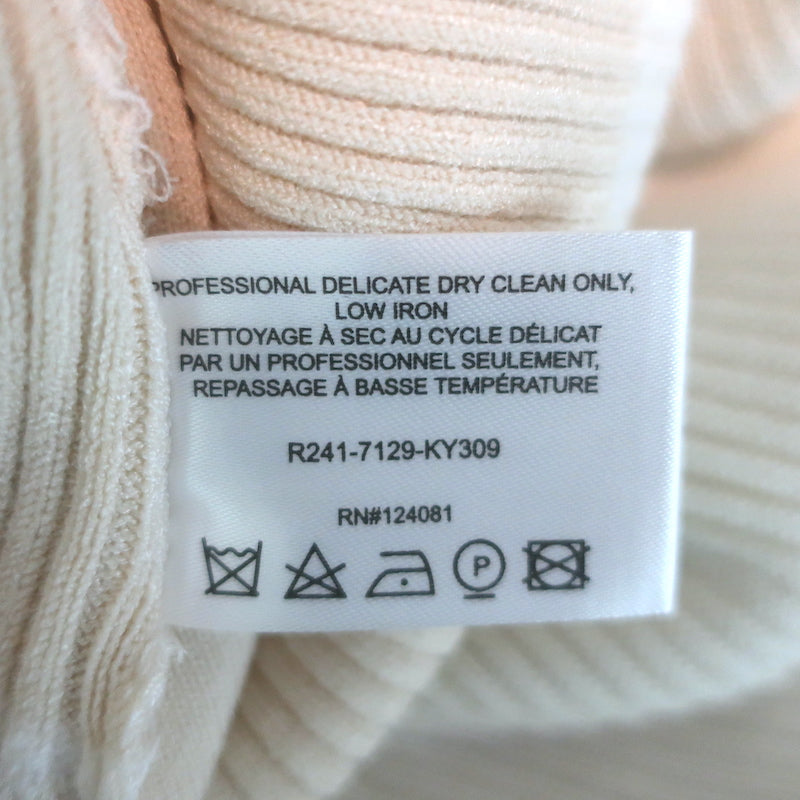 PROFESSIONAL DELICATE DRY CLEAN ONLY,
LOW IRON
NETTOYAGE À SEC AU CYCLE DÉLICAT
PAR UN PROFESSIONNEL SEULEMENT,
REPASSAGE À BASSE TEMPÉRATURE
R241-7129-KY309
RN#124081
P